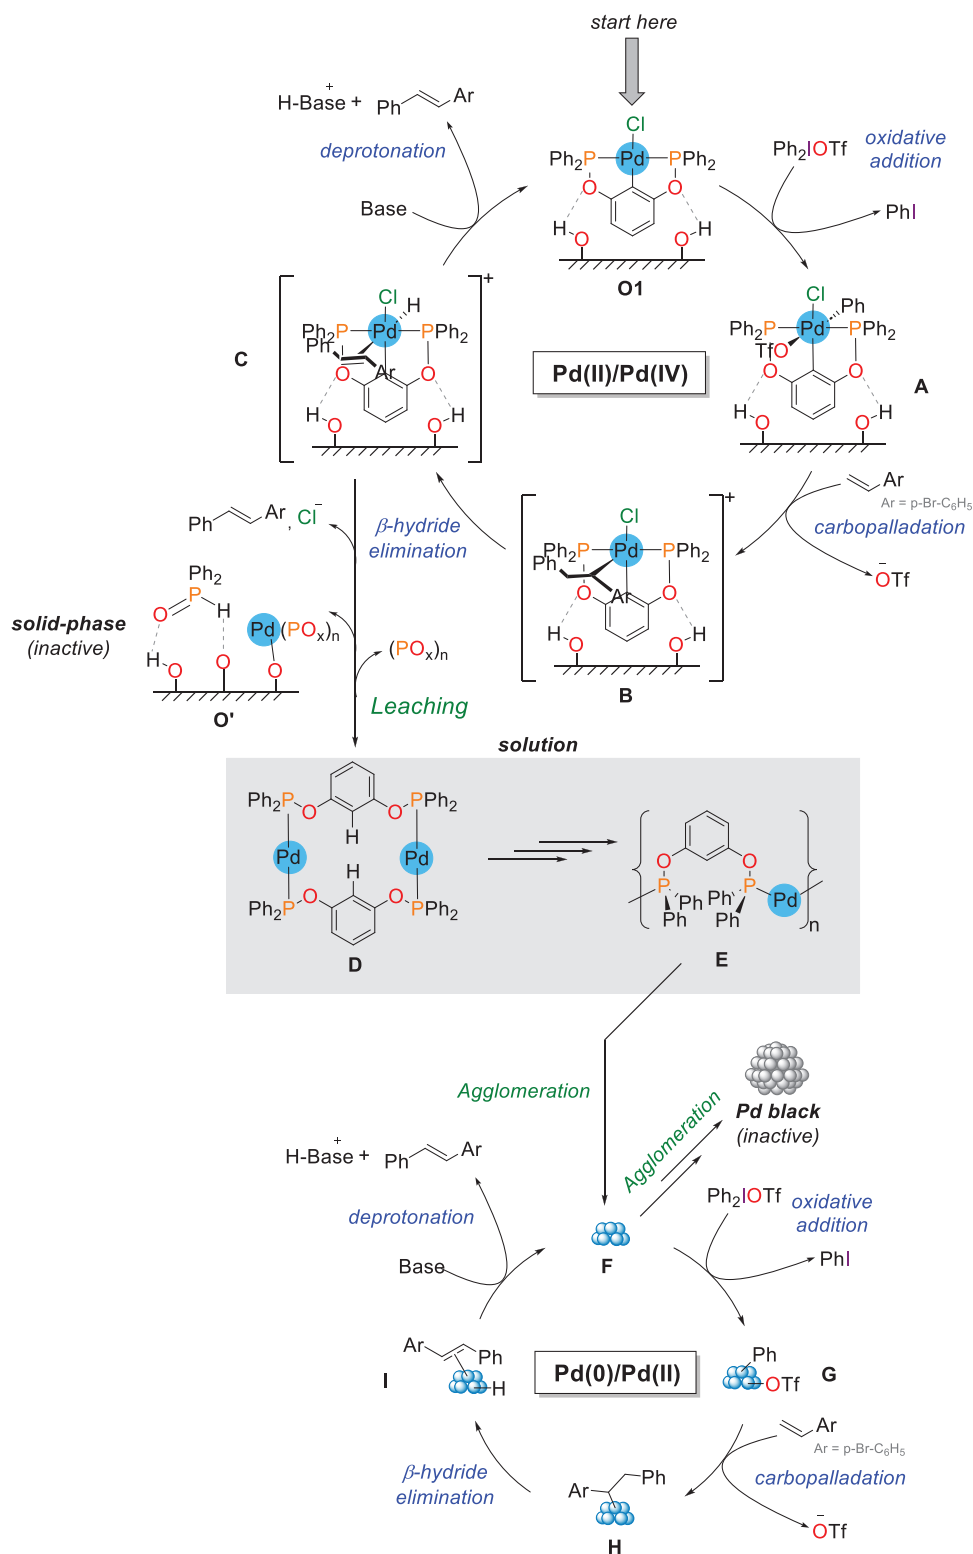 start here
Cl
Ph2P Pd PPh2
O O
H H
O O
O1
Ph2IOTf
oxidative
addition
PhI
H-Base+ + Ph Ar
deprotonation
Base
Cl
Ph
Ph2P Pd PPh2
TfO
O O
H H
O O
A
Pd(II)/Pd(IV)
C
+
Cl
H
Ph2P Pd PPh2
Ph
Ar
O O
H H
O O
Ar
Ar = p-Br-C6H5
carbopalladation
−OTf
β-hydride
elimination
+
Cl
Ph2P Pd PPh2
Ph
Ar
O O
H H
O O
B
Ph Ar , Cl−
Ph2
P
O H
H
O O O
Pd (POx)n
solid-phase
(inactive)
O'
(POx)n
Leaching
solution
Ph2P O O PPh2
H
Pd Pd
H
Ph2P O O PPh2
D
O O
P P Pd
Ph Ph Ph Ph
n
E
Agglomeration
Agglomeration
Pd black
(inactive)
H-Base+ + Ph Ar
deprotonation
Base
F
Ph2IOTf
oxidative
addition
PhI
Ar Ph
H
I
Pd(0)/Pd(II)
Ph
OTf
G
Ar
Ar = p-Br-C6H5
carbopalladation
−OTf
β-hydride
elimination
Ph
Ar
H